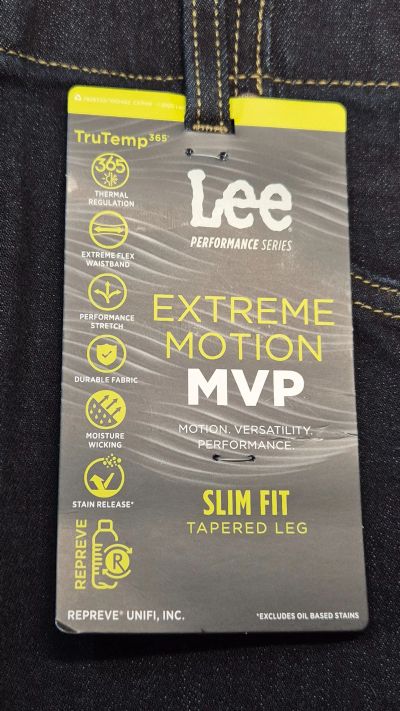 TruTemp365®
365
THERMAL
REGULATION
EXTREME FLEX
WAISTBAND
PERFORMANCE
STRETCH
DURABLE FABRIC
MOISTURE
WICKING
STAIN RELEASE*
REPREVE
R
REPREVE® UNIFI, INC.
Lee®
PERFORMANCE SERIES
EXTREME
MOTION
MVP
MOTION. VERSATILITY.
PERFORMANCE.
SLIM FIT
TAPERED LEG
*EXCLUDES OIL BASED STAINS